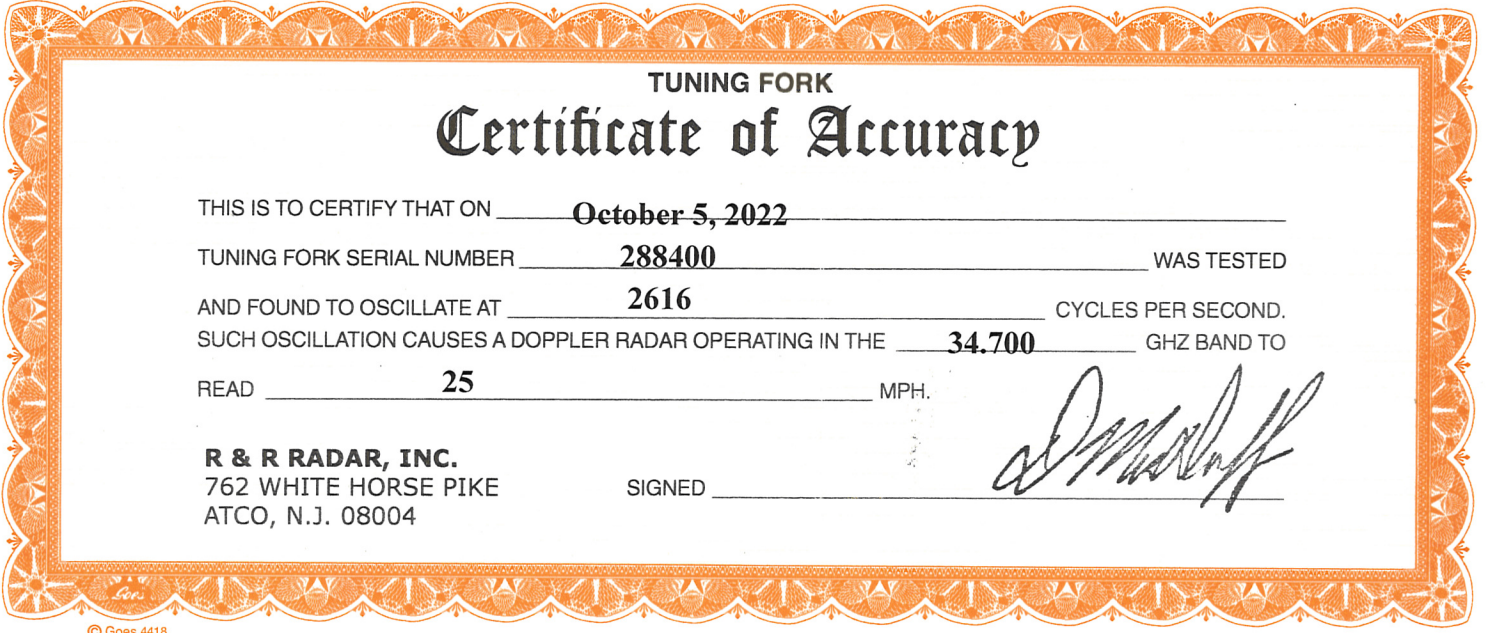 TUNING FORK
Certificate of Accuracy
THIS IS TO CERTIFY THAT ON October 5, 2022
TUNING FORK SERIAL NUMBER 288400 WAS TESTED
AND FOUND TO OSCILLATE AT 2616 CYCLES PER SECOND.
SUCH OSCILLATION CAUSES A DOPPLER RADAR OPERATING IN THE 34.700 GHZ BAND TO
READ 25 MPH.
R & R RADAR, INC.
762 WHITE HORSE PIKE
ATCO, N.J. 08004
SIGNED
Goes
© Goes 4418